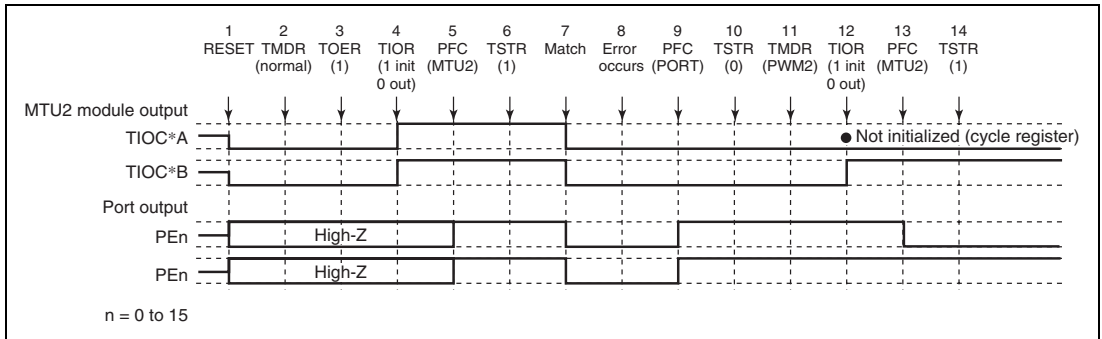 1 2 3 4 5 6 7 8 9 10 11 12 13 14
RESET TMDR TOER TIOR PFC TSTR Match Error PFC TSTR TMDR TIOR PFC TSTR
(normal) (1) (1 init (MTU2) (1) occurs (PORT) (0) (PWM2) (1 init (MTU2) (1)
0 out) 0 out)
MTU2 module output
TIOC*A
● Not initialized (cycle register)
TIOC*B
Port output
PEn
High-Z
PEn
High-Z
n = 0 to 15